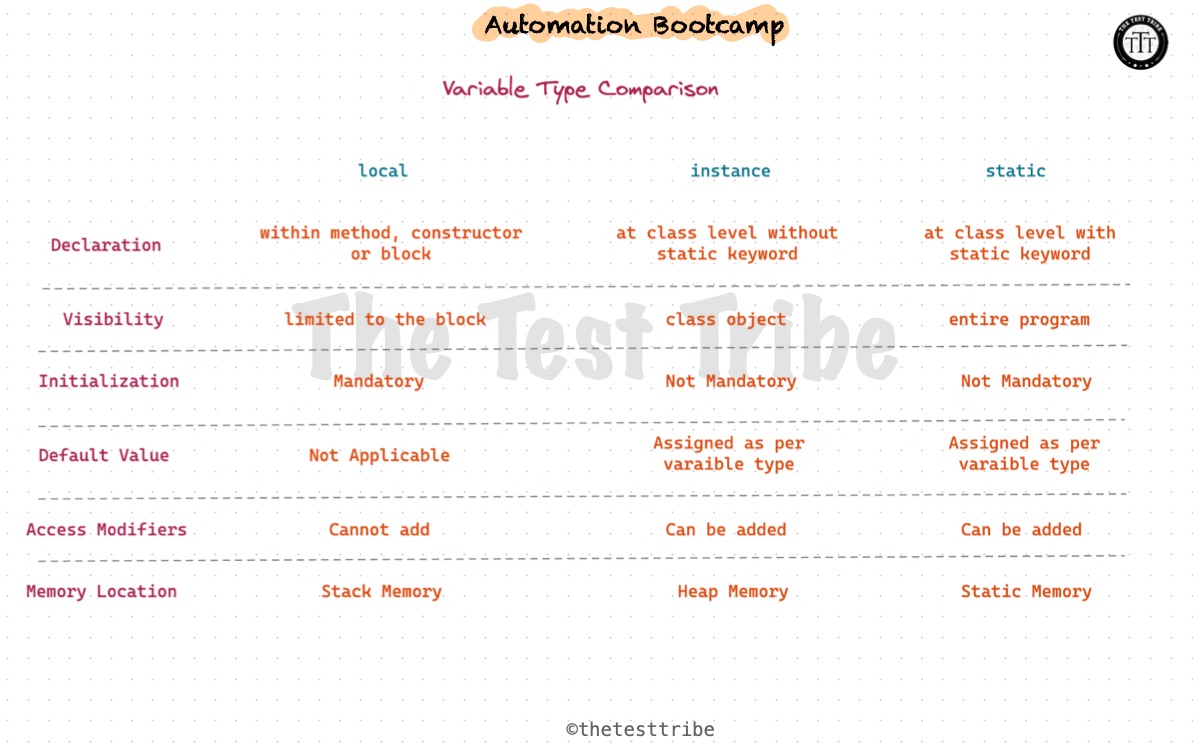 Automation Bootcamp
THE TEST TRIBE
TTT
Variable Type Comparison
local instance static
Declaration
within method, constructor
or block
at class level without
static keyword
at class level with
static keyword
Visibility limited to the block class object entire program
The Test Tribe
Initialization Mandatory Not Mandatory Not Mandatory
Default Value Not Applicable
Assigned as per
varaible type
Assigned as per
varaible type
Access Modifiers Cannot add Can be added Can be added
Memory Location Stack Memory Heap Memory Static Memory
©thetesttribe